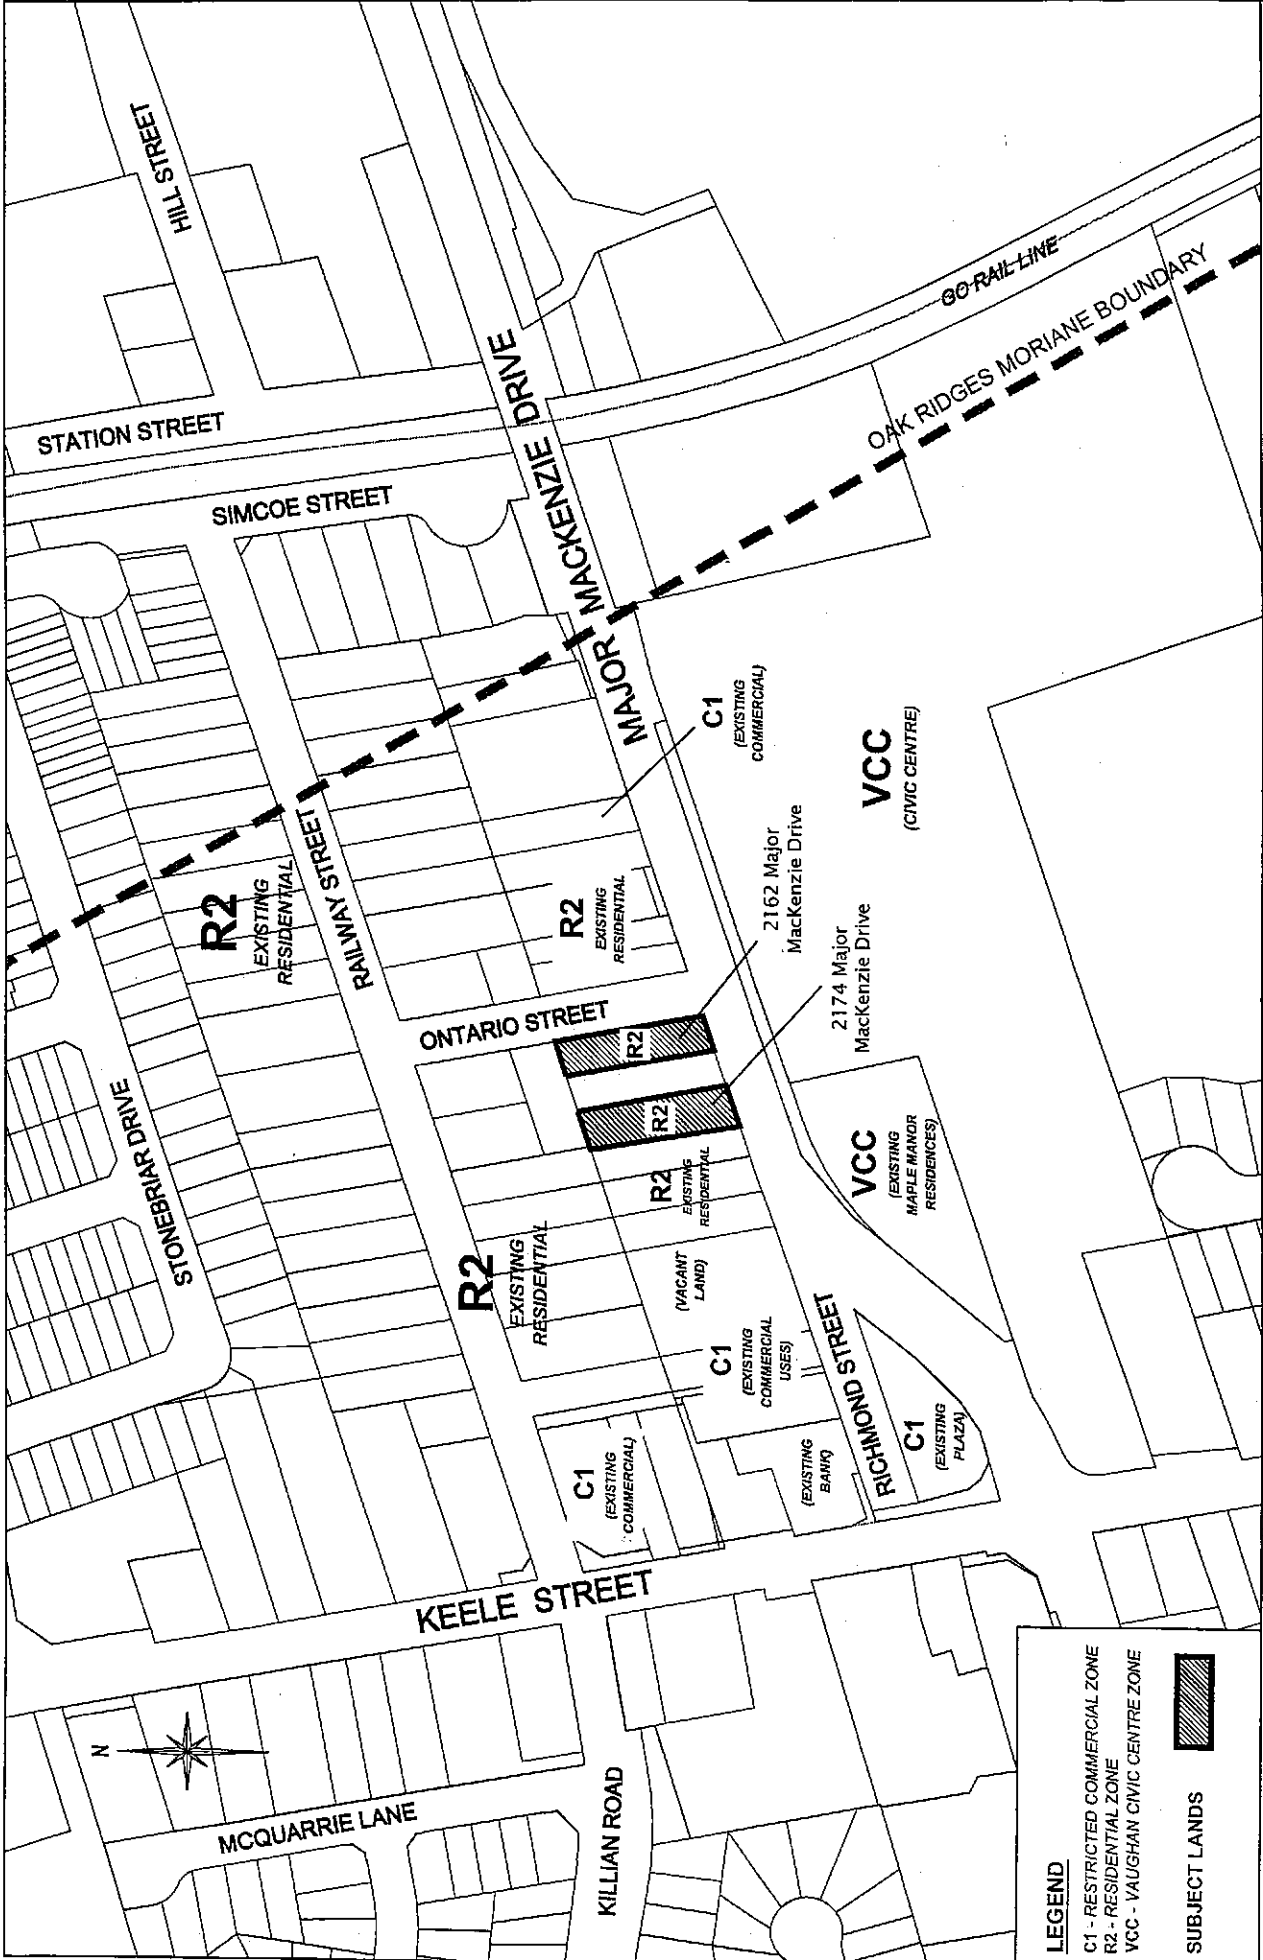 HILL STREET
STATION STREET
SIMCOE STREET
MAJOR MACKENZIE DRIVE
GO RAIL LINE
OAK RIDGES MORIANE BOUNDARY
STONEBRIAR DRIVE
R2
EXISTING
RESIDENTIAL
RAILWAY STREET
C1
(EXISTING
COMMERCIAL)
VCC
(CIVIC CENTRE)
R2
EXISTING
RESIDENTIAL
2162 Major
MacKenzie Drive
2174 Major
MacKenzie Drive
ONTARIO STREET
R2
R2
R2
EXISTING
RESIDENTIAL
VCC
(EXISTING
MAPLE MANOR
RESIDENCES)
R2
EXISTING
RESIDENTIAL
(VACANT
LAND)
C1
(EXISTING
COMMERCIAL
USES)
RICHMOND STREET
C1
(EXISTING
PLAZA)
C1
(EXISTING
COMMERCIAL)
(EXISTING
BANK)
KEELE STREET
N
MCQUARRIE LANE
KILLIAN ROAD
LEGEND
C1 - RESTRICTED COMMERCIAL ZONE
R2 - RESIDENTIAL ZONE
VCC - VAUGHAN CIVIC CENTRE ZONE
SUBJECT LANDS